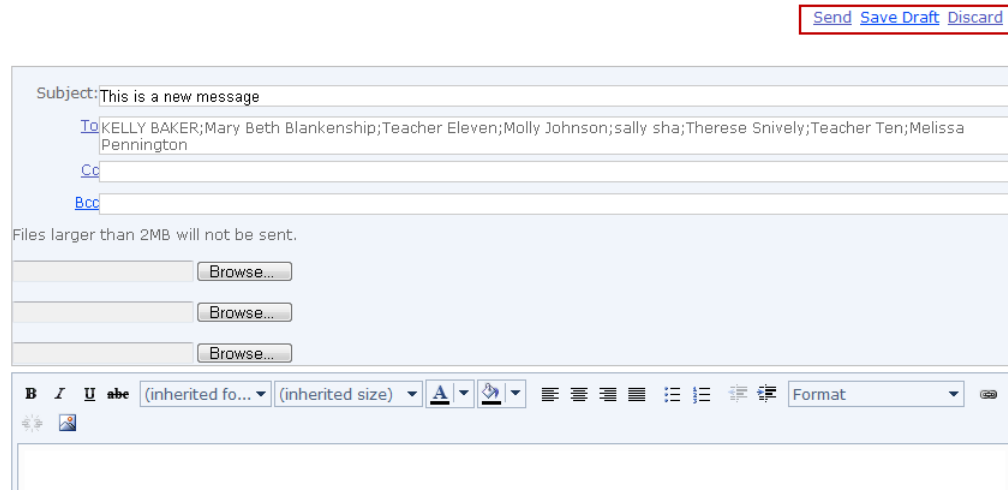 Send Save Draft Discard
Subject: This is a new message
To KELLY BAKER;Mary Beth Blankenship;Teacher Eleven;Molly Johnson;sally sha;Therese Snively;Teacher Ten;Melissa
Pennington
Cc
Bcc
Files larger than 2MB will not be sent.
Browse...
Browse...
Browse...
B I U abc (inherited fo... (inherited size) A Format